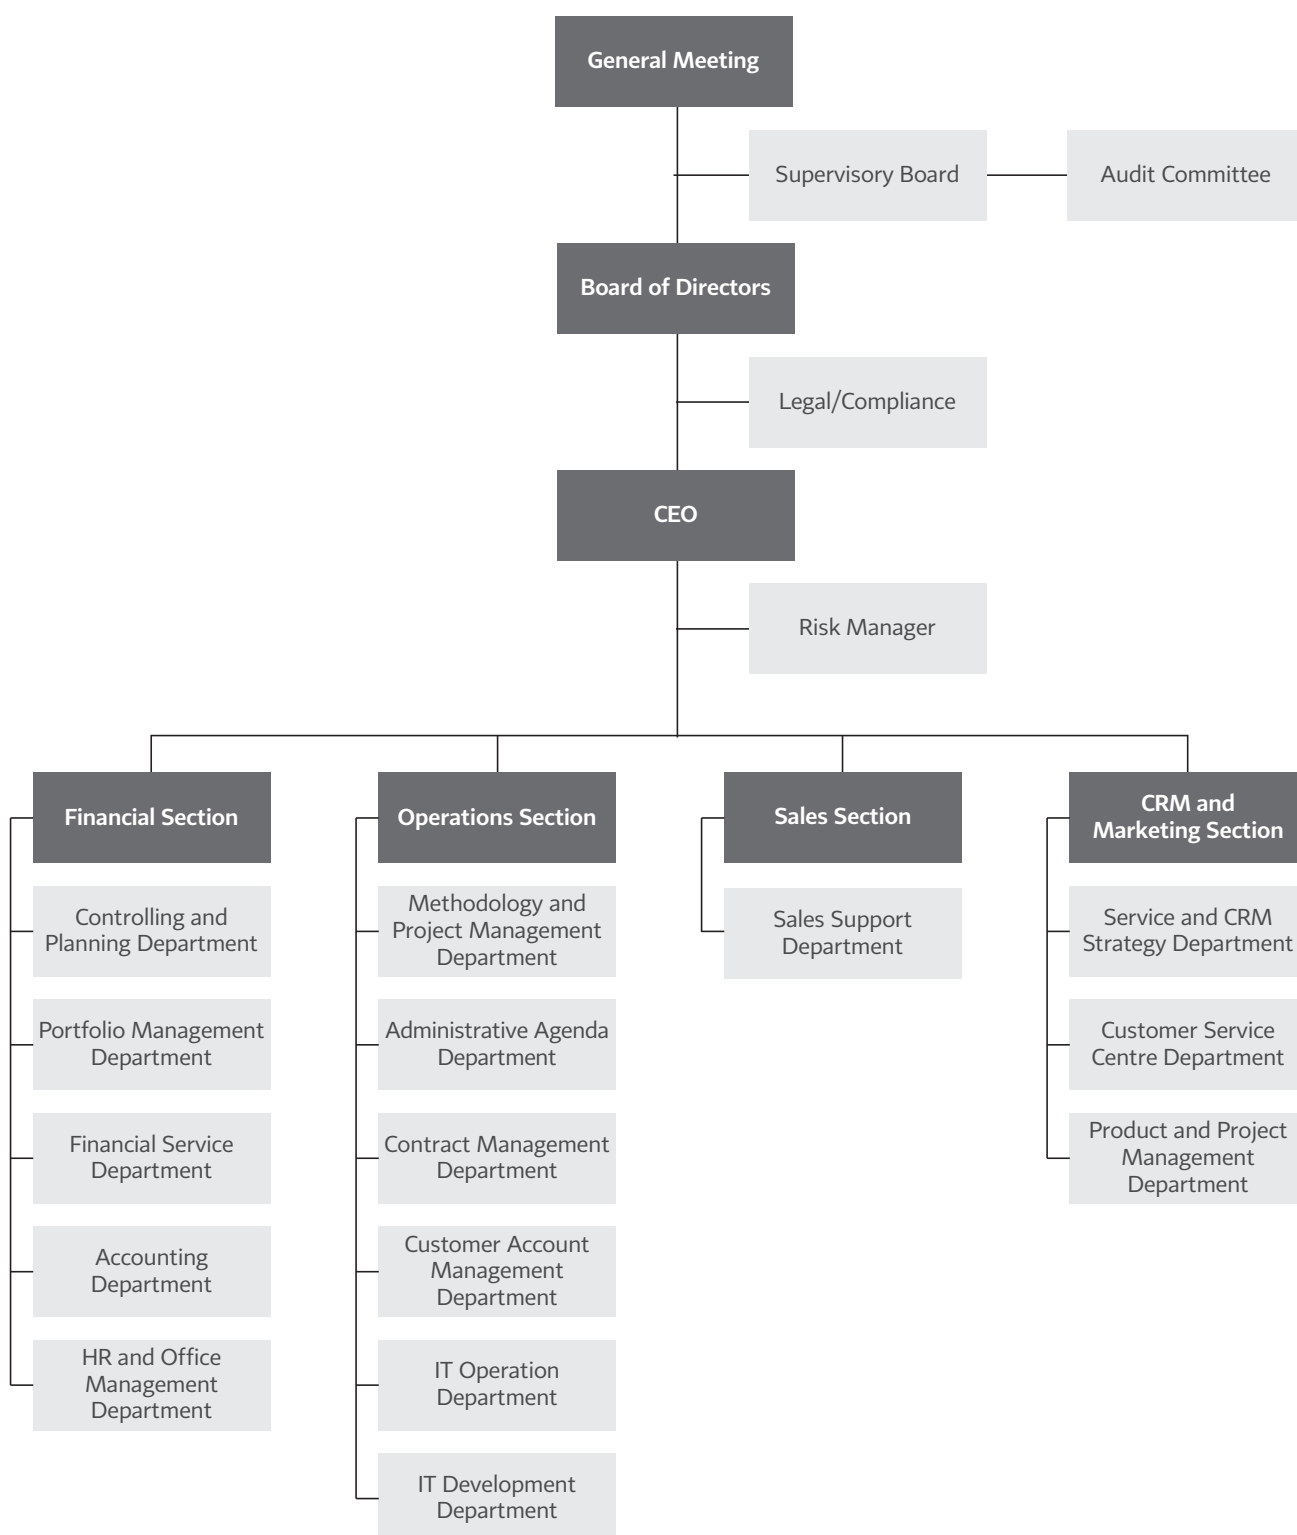 General Meeting
Supervisory Board
Audit Committee
Board of Directors
Legal/Compliance
CEO
Risk Manager
Financial Section
Controlling and
Planning Department
Portfolio Management
Department
Financial Service
Department
Accounting
Department
HR and Office
Management
Department
Operations Section
Methodology and
Project Management
Department
Administrative Agenda
Department
Contract Management
Department
Customer Account
Management
Department
IT Operation
Department
IT Development
Department
Sales Section
Sales Support
Department
CRM and
Marketing Section
Service and CRM
Strategy Department
Customer Service
Centre Department
Product and Project
Management
Department